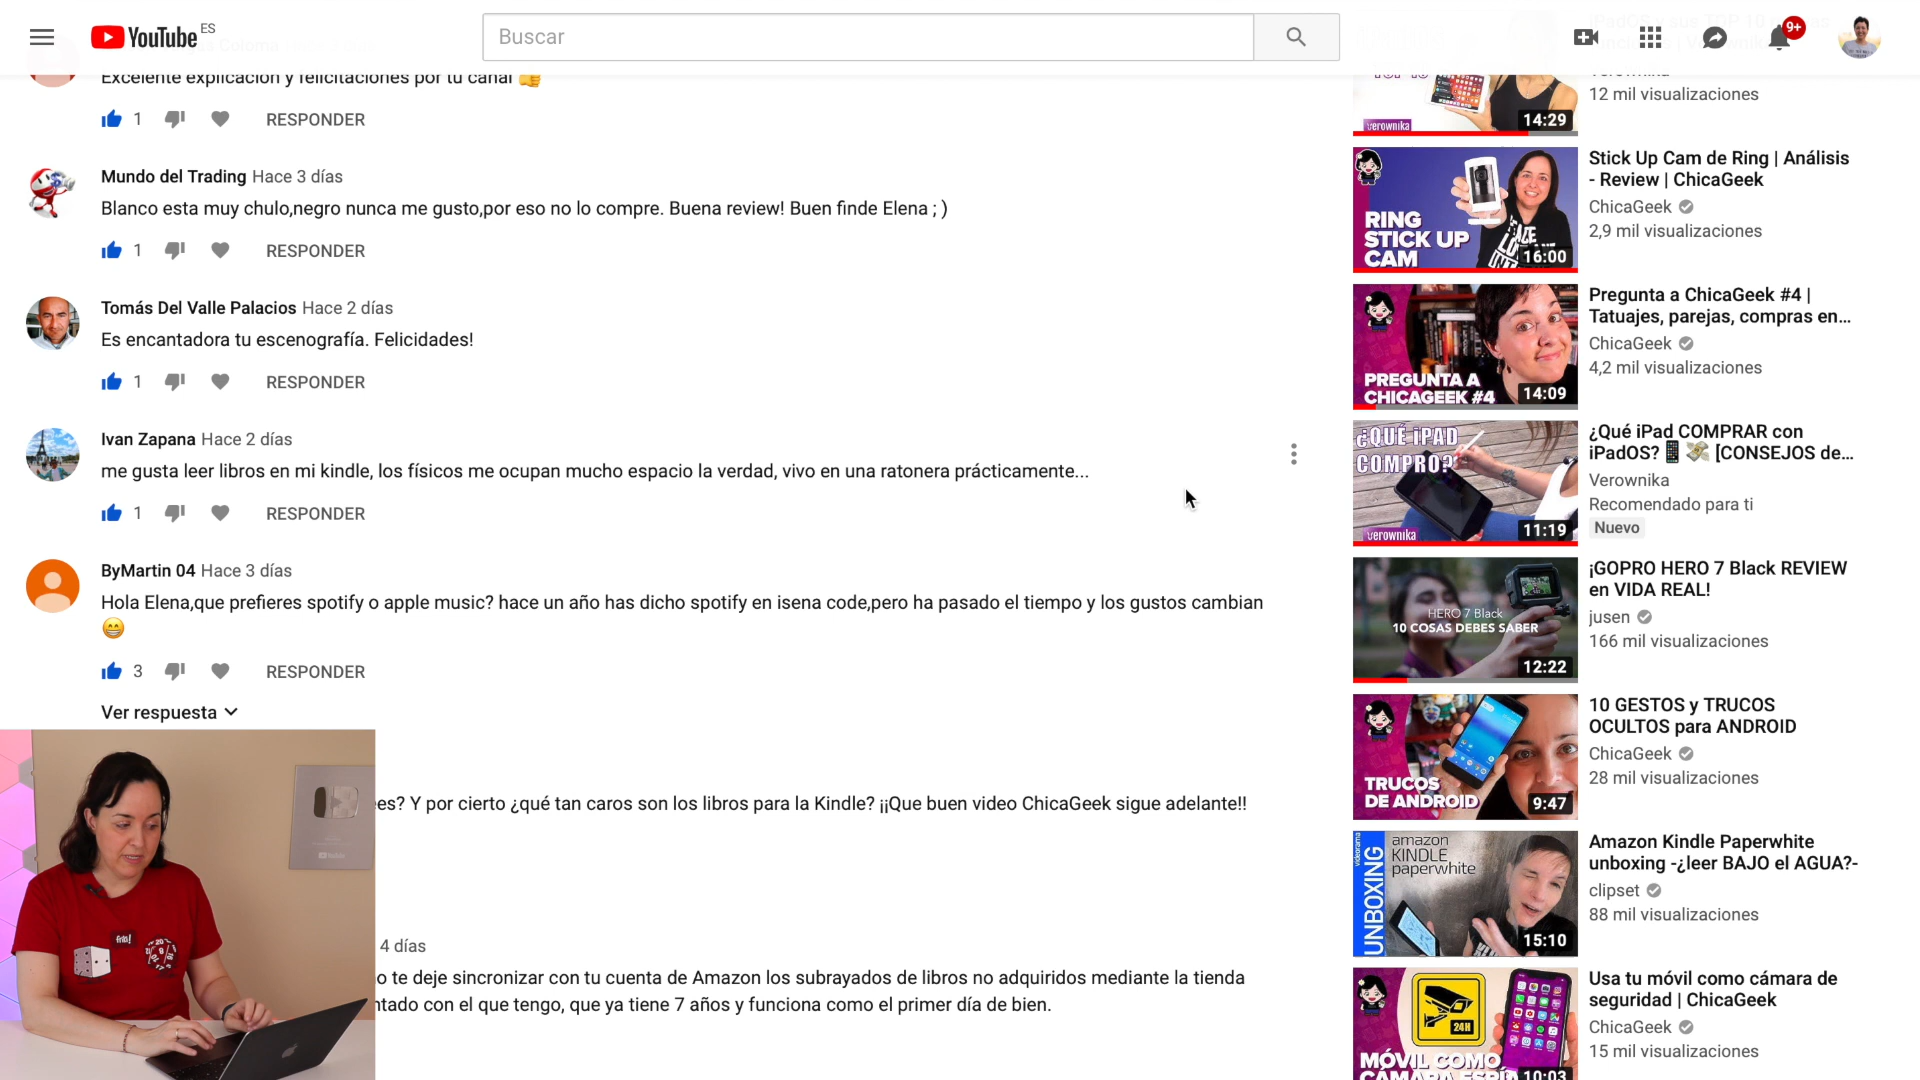 YouTube ES
Buscar
9+
Excelente explicación y felicitaciones por tu canal 👍
1 RESPONDER
Mundo del Trading Hace 3 días
Blanco esta muy chulo,negro nunca me gusto,por eso no lo compre. Buena review! Buen finde Elena ; )
1 RESPONDER
Tomás Del Valle Palacios Hace 2 días
Es encantadora tu escenografía. Felicidades!
1 RESPONDER
Ivan Zapana Hace 2 días
me gusta leer libros en mi kindle, los físicos me ocupan mucho espacio la verdad, vivo en una ratonera prácticamente...
1 RESPONDER
ByMartin 04 Hace 3 días
Hola Elena,que prefieres spotify o apple music? hace un año has dicho spotify en isena code,pero ha pasado el tiempo y los gustos cambian
😁
3 RESPONDER
Ver respuesta
es? Y por cierto ¿qué tan caros son los libros para la Kindle? ¡¡Que buen video ChicaGeek sigue adelante!!
4 días
o te deje sincronizar con tu cuenta de Amazon los subrayados de libros no adquiridos mediante la tienda
ntado con el que tengo, que ya tiene 7 años y funciona como el primer día de bien.
YouTube
frila!
12 mil visualizaciones
verownika
14:29
RING
STICK UP
CAM
16:00
Stick Up Cam de Ring | Análisis
- Review | ChicaGeek
ChicaGeek
2,9 mil visualizaciones
PREGUNTA A
CHICAGEEK #4
14:09
Pregunta a ChicaGeek #4 |
Tatuajes, parejas, compras en...
ChicaGeek
4,2 mil visualizaciones
¿QUÉ iPAD
COMPRO?
verownika
11:19
¿Qué iPad COMPRAR con
iPadOS? 📱 💸 [CONSEJOS de...
Verownika
Recomendado para ti
Nuevo
HERO 7 Black
10 COSAS DEBES SABER
12:22
¡GOPRO HERO 7 Black REVIEW
en VIDA REAL!
jusen
166 mil visualizaciones
TRUCOS
DE ANDROID
9:47
10 GESTOS y TRUCOS
OCULTOS para ANDROID
ChicaGeek
28 mil visualizaciones
videorama
UNBOXING
amazon
KINDLE
paperwhite
15:10
Amazon Kindle Paperwhite
unboxing -¿leer BAJO el AGUA?-
clipset
88 mil visualizaciones
24H
MÓVIL COMO
CÁMARA ESPÍA
10:03
Usa tu móvil como cámara de
seguridad | ChicaGeek
ChicaGeek
15 mil visualizaciones